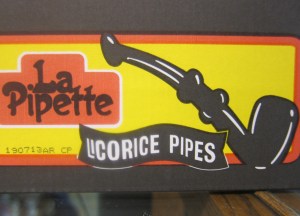 La
Pipette
190713AR CP
LICORICE PIPES